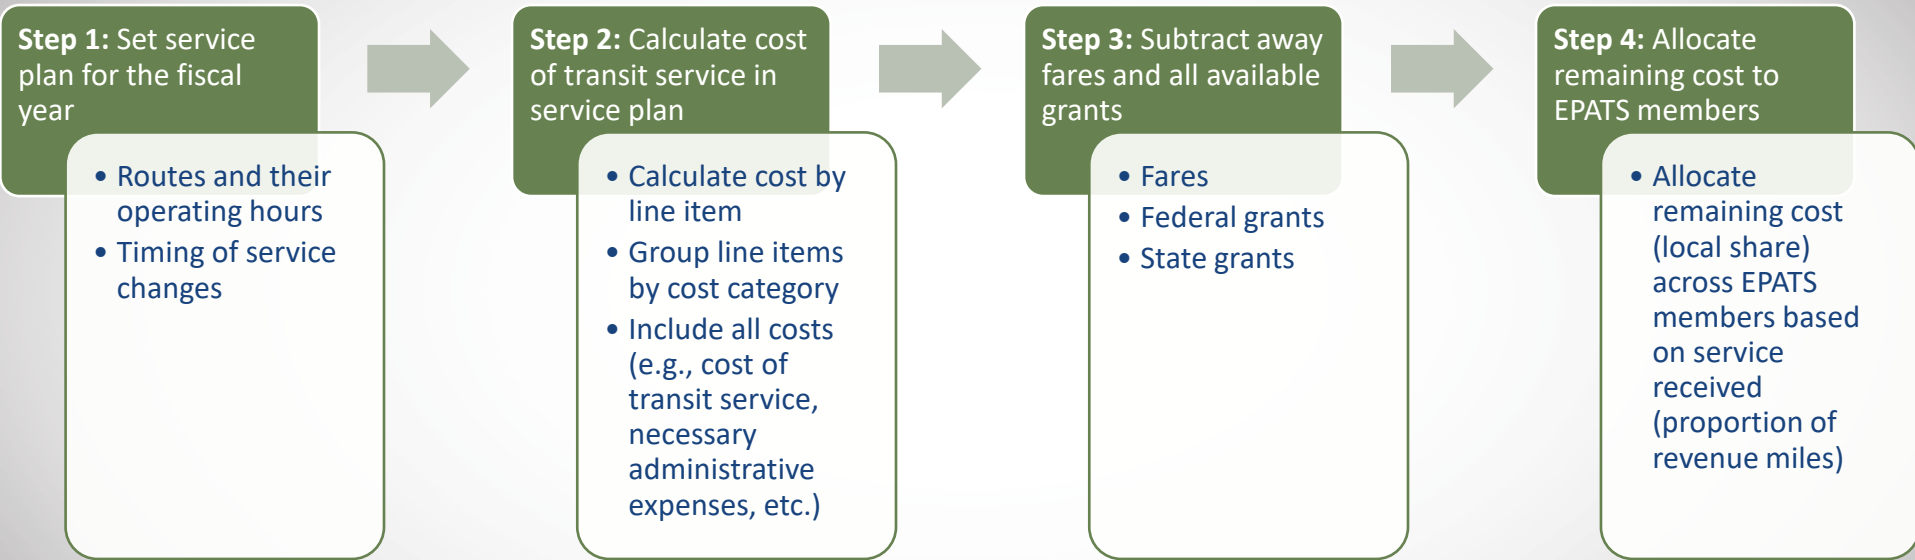 Step 1: Set service
plan for the fiscal
year
• Routes and their
operating hours
• Timing of service
changes
Step 2: Calculate cost
of transit service in
service plan
• Calculate cost by
line item
• Group line items
by cost category
• Include all costs
(e.g., cost of
transit service,
necessary
administrative
expenses, etc.)
Step 3: Subtract away
fares and all available
grants
• Fares
• Federal grants
• State grants
Step 4: Allocate
remaining cost to
EPATS members
• Allocate
remaining cost
(local share)
across EPATS
members based
on service
received
(proportion of
revenue miles)